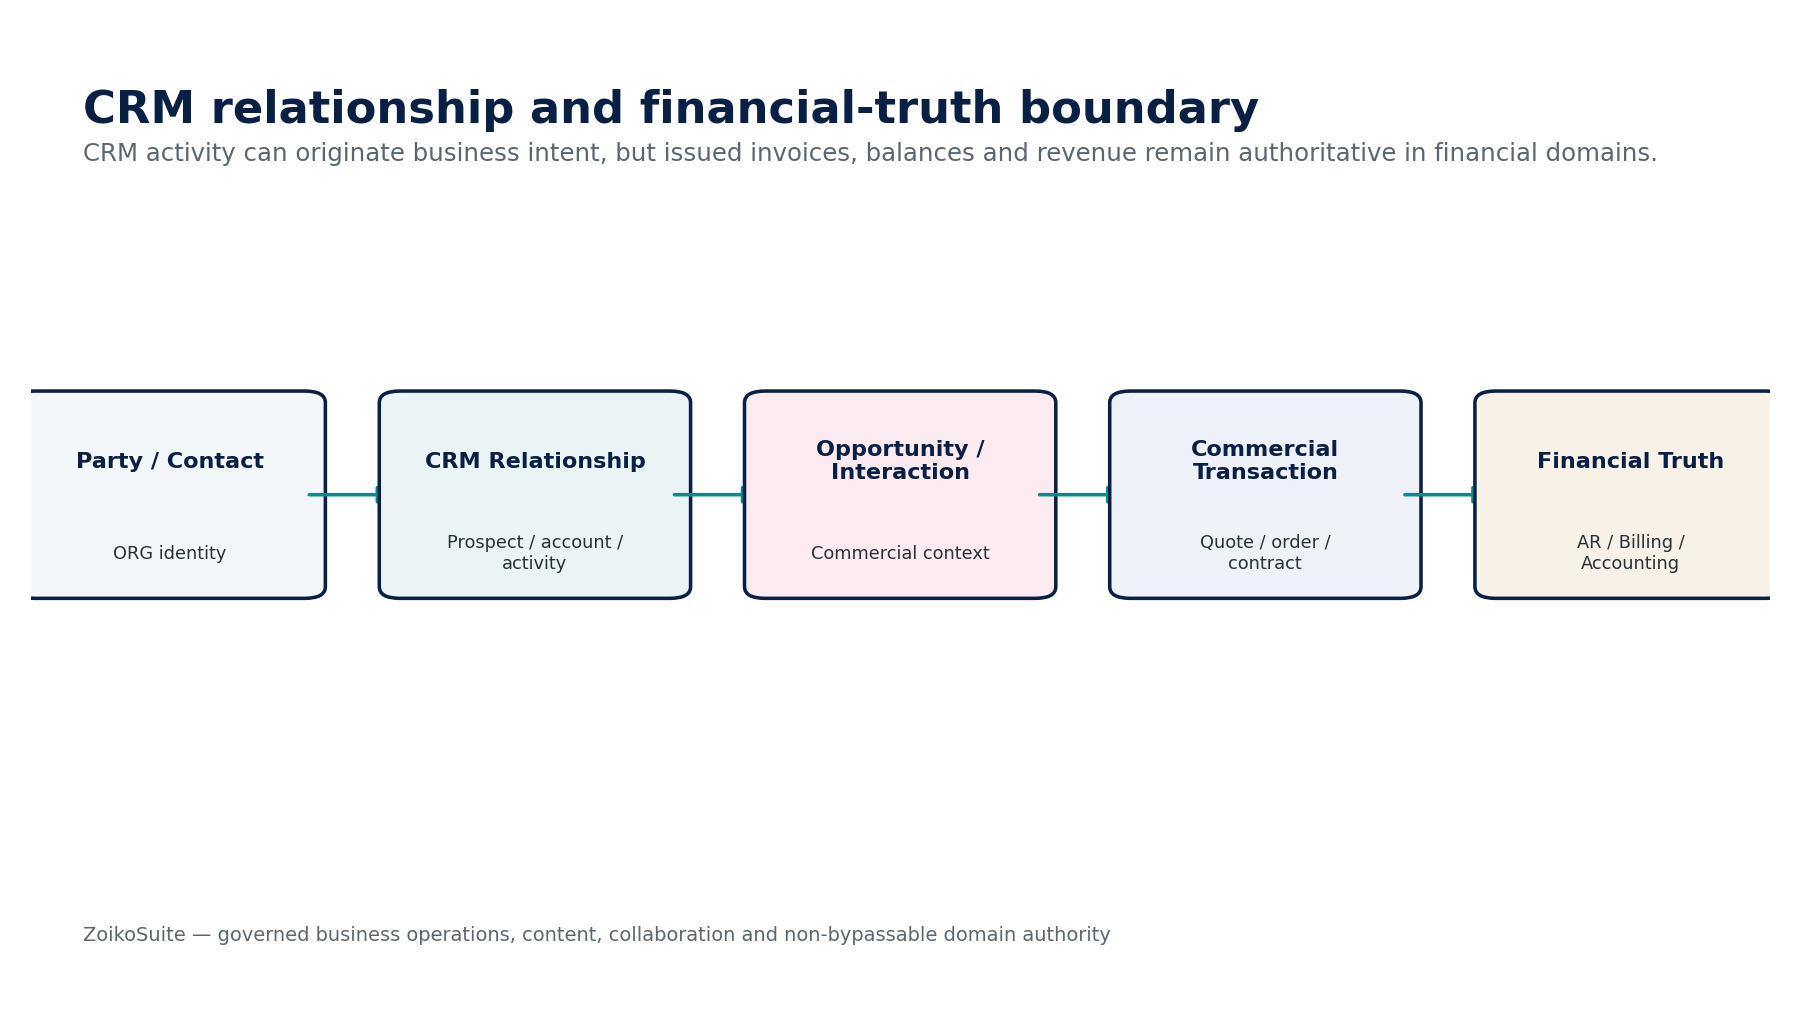 CRM relationship and financial-truth boundary
CRM activity can originate business intent, but issued invoices, balances and revenue remain authoritative in financial domains.
Party / Contact
ORG identity
CRM Relationship
Prospect / account /
activity
Opportunity /
Interaction
Commercial context
Commercial
Transaction
Quote / order /
contract
Financial Truth
AR / Billing /
Accounting
ZoikoSuite — governed business operations, content, collaboration and non-bypassable domain authority